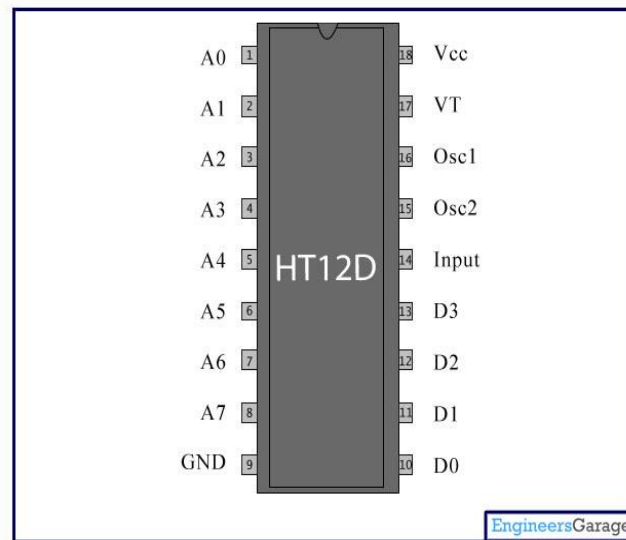 A0 1 18 Vcc
A1 2 17 VT
A2 3 16 Osc1
A3 4 15 Osc2
A4 5 14 Input
HT12D
A5 6 13 D3
A6 7 12 D2
A7 8 11 D1
GND 9 10 D0
EngineersGarage